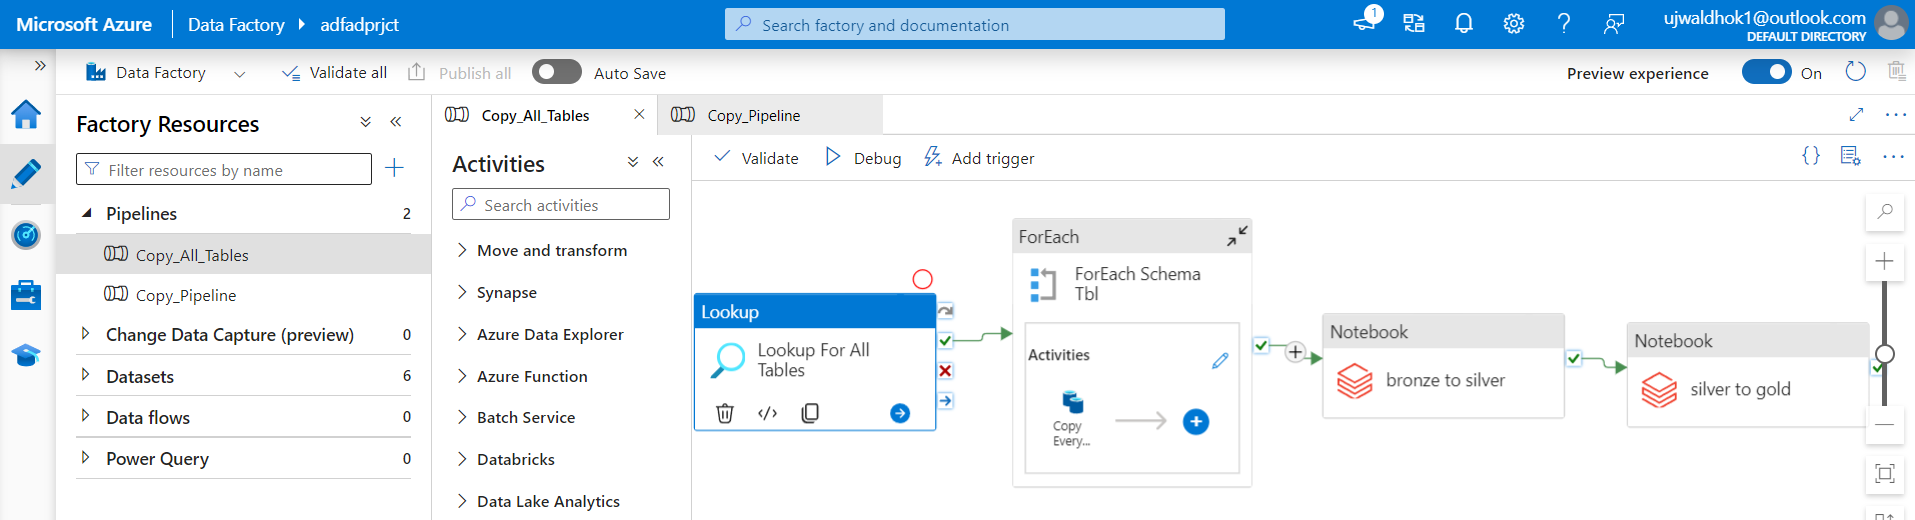 Microsoft Azure
Data Factory
adfadprjct
Search factory and documentation
1
ujwaldhok1@outlook.com
DEFAULT DIRECTORY
Data Factory
Validate all
Publish all
Auto Save
Preview experience
On
Factory Resources
Filter resources by name
Pipelines 2
Copy_All_Tables
Copy_Pipeline
Change Data Capture (preview) 0
Datasets 6
Data flows 0
Power Query 0
Copy_All_Tables
Copy_Pipeline
Activities
Search activities
Move and transform
Synapse
Azure Data Explorer
Azure Function
Batch Service
Databricks
Data Lake Analytics
Validate
Debug
Add trigger
Lookup
Lookup For All
Tables
ForEach
ForEach Schema
Tbl
Activities
Copy
Every...
Notebook
bronze to silver
Notebook
silver to gold